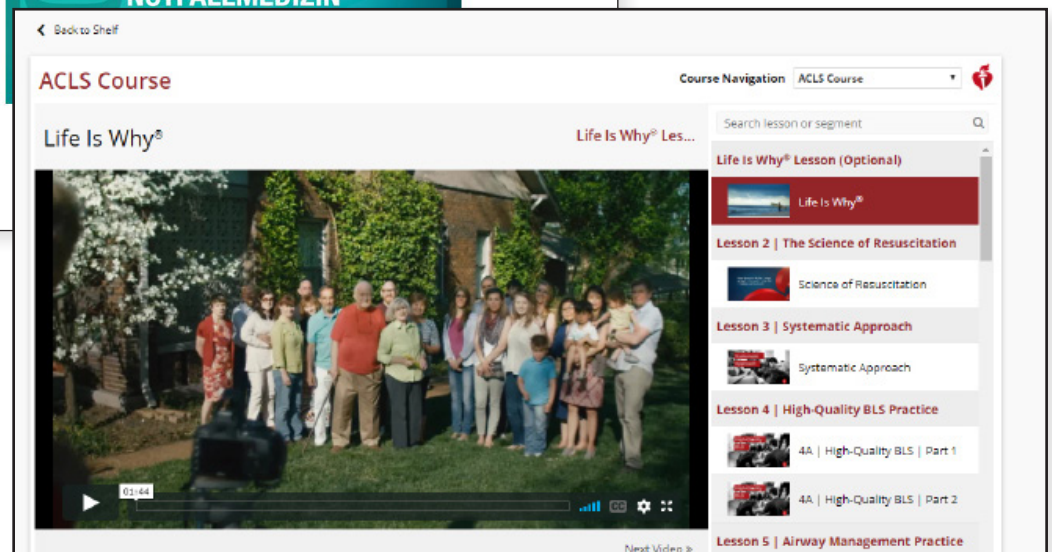 NOTFALLMEDIZIN
Back to Shelf
ACLS Course
Course Navigation
ACLS Course
Life Is Why®
Life Is Why® Les...
Search lesson or segment
Life Is Why® Lesson (Optional)
Life Is Why®
Lesson 2 | The Science of Resuscitation
Science of Resuscitation
Lesson 3 | Systematic Approach
Systematic Approach
Lesson 4 | High-Quality BLS Practice
4A | High-Quality BLS | Part 1
4A | High-Quality BLS | Part 2
Lesson 5 | Airway Management Practice
01:44
CC
Next Video »